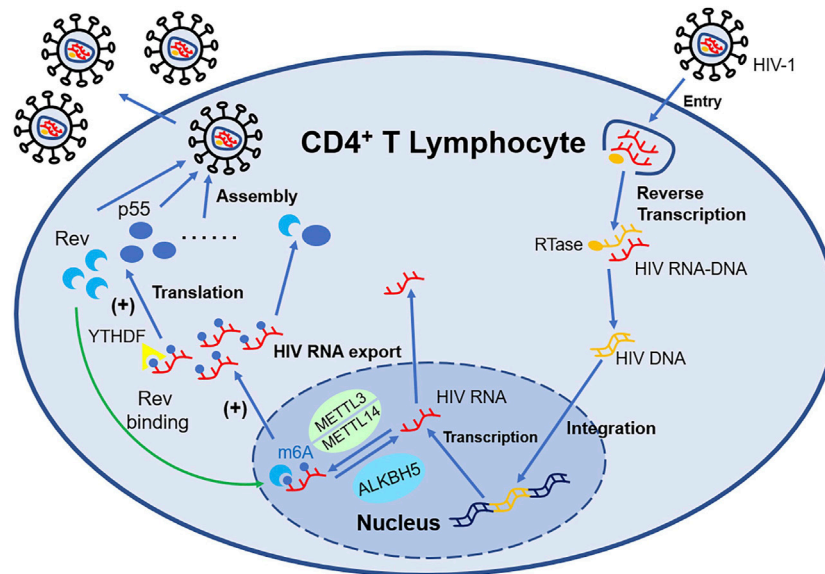 HIV-1
Entry
CD4⁺ T Lymphocyte
Assembly
p55
Rev
......
Reverse
Transcription
RTase
HIV RNA-DNA
Translation
(+)
YTHDF
HIV RNA export
HIV DNA
Rev
binding
(+)
METTL3
METTL14
HIV RNA
m6A
Transcription
Integration
ALKBH5
Nucleus